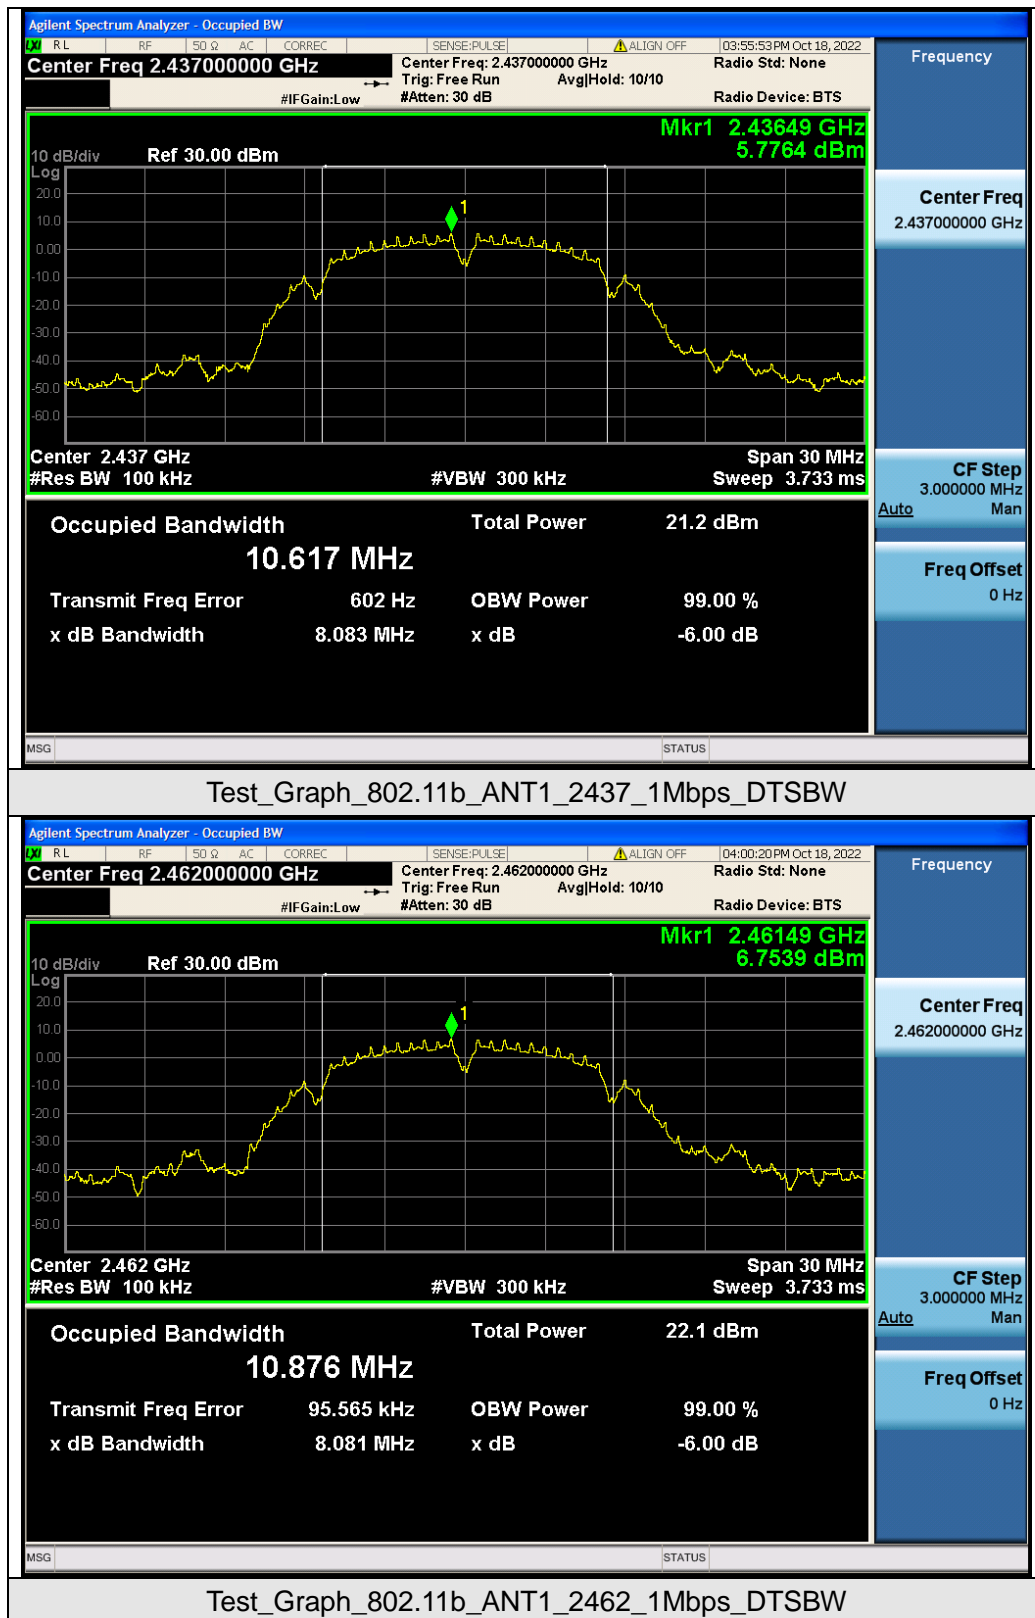 Agilent Spectrum Analyzer - Occupied BW
LXI RL RF 50 Ω AC CORREC SENSE:PULSE ALIGN OFF 03:55:53 PM Oct 18, 2022
Center Freq 2.437000000 GHz
Center Freq: 2.437000000 GHz Radio Std: None
Trig: Free Run Avg|Hold: 10/10
#IFGain:Low #Atten: 30 dB Radio Device: BTS
Frequency
Mkr1 2.43649 GHz
5.7764 dBm
10 dB/div Ref 30.00 dBm
Log
20.0
10.0
0.00
-10.0
-20.0
-30.0
-40.0
-50.0
-60.0
1
Center 2.437 GHz Span 30 MHz
#Res BW 100 kHz #VBW 300 kHz Sweep 3.733 ms
Center Freq
2.437000000 GHz
CF Step
3.000000 MHz
Auto Man
Freq Offset
0 Hz
Occupied Bandwidth Total Power 21.2 dBm
10.617 MHz
Transmit Freq Error 602 Hz OBW Power 99.00 %
x dB Bandwidth 8.083 MHz x dB -6.00 dB
MSG STATUS
Test_Graph_802.11b_ANT1_2437_1Mbps_DTSBW
Agilent Spectrum Analyzer - Occupied BW
LXI RL RF 50 Ω AC CORREC SENSE:PULSE ALIGN OFF 04:00:20 PM Oct 18, 2022
Center Freq 2.462000000 GHz
Center Freq: 2.462000000 GHz Radio Std: None
Trig: Free Run Avg|Hold: 10/10
#IFGain:Low #Atten: 30 dB Radio Device: BTS
Frequency
Mkr1 2.46149 GHz
6.7539 dBm
10 dB/div Ref 30.00 dBm
Log
20.0
10.0
0.00
-10.0
-20.0
-30.0
-40.0
-50.0
-60.0
1
Center 2.462 GHz Span 30 MHz
#Res BW 100 kHz #VBW 300 kHz Sweep 3.733 ms
Center Freq
2.462000000 GHz
CF Step
3.000000 MHz
Auto Man
Freq Offset
0 Hz
Occupied Bandwidth Total Power 22.1 dBm
10.876 MHz
Transmit Freq Error 95.565 kHz OBW Power 99.00 %
x dB Bandwidth 8.081 MHz x dB -6.00 dB
MSG STATUS
Test_Graph_802.11b_ANT1_2462_1Mbps_DTSBW